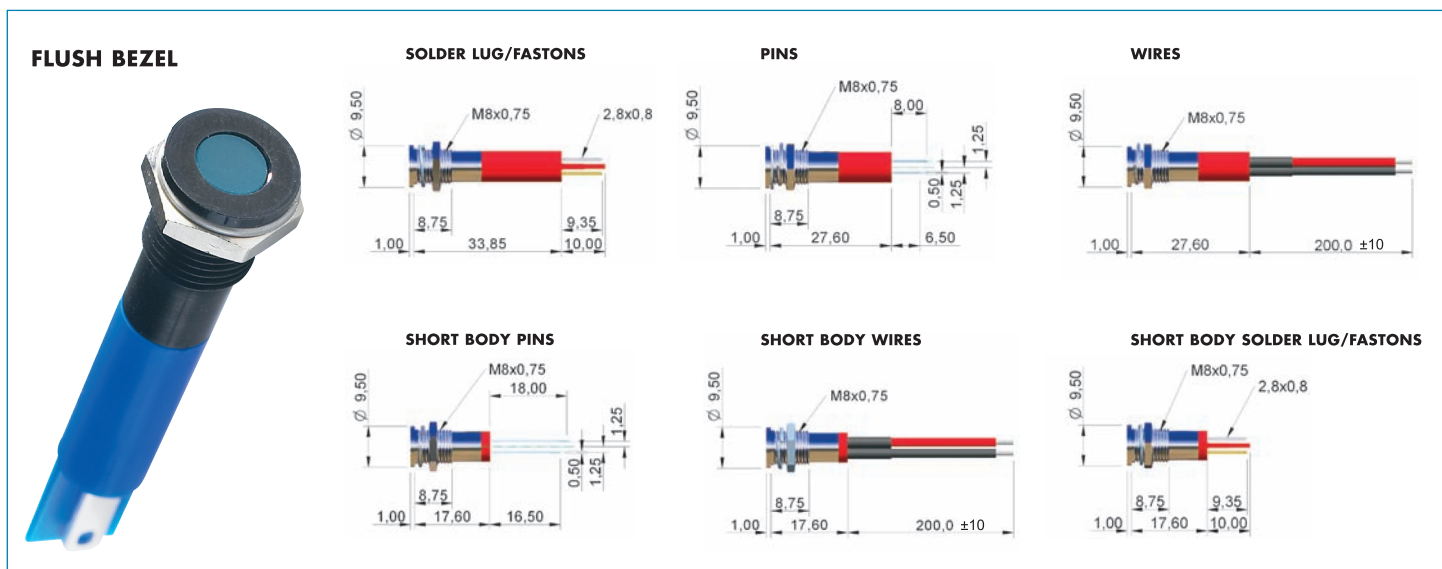 FLUSH BEZEL
SOLDER LUG/FASTONS
Ø 9,50
M8x0,75
2,8x0,8
8,75
9,35
1,00
33,85
10,00
PINS
Ø 9,50
M8x0,75
8,00
1,25
0,50
1,25
8,75
1,00
27,60
6,50
WIRES
Ø 9,50
M8x0,75
1,00
27,60
200,0 ±10
SHORT BODY PINS
Ø 9,50
M8x0,75
18,00
1,25
0,50
1,25
8,75
1,00
17,60
16,50
SHORT BODY WIRES
Ø 9,50
M8x0,75
8,75
1,00
17,60
200,0 ±10
SHORT BODY SOLDER LUG/FASTONS
Ø 9,50
M8x0,75
2,8x0,8
8,75
9,35
1,00
17,60
10,00